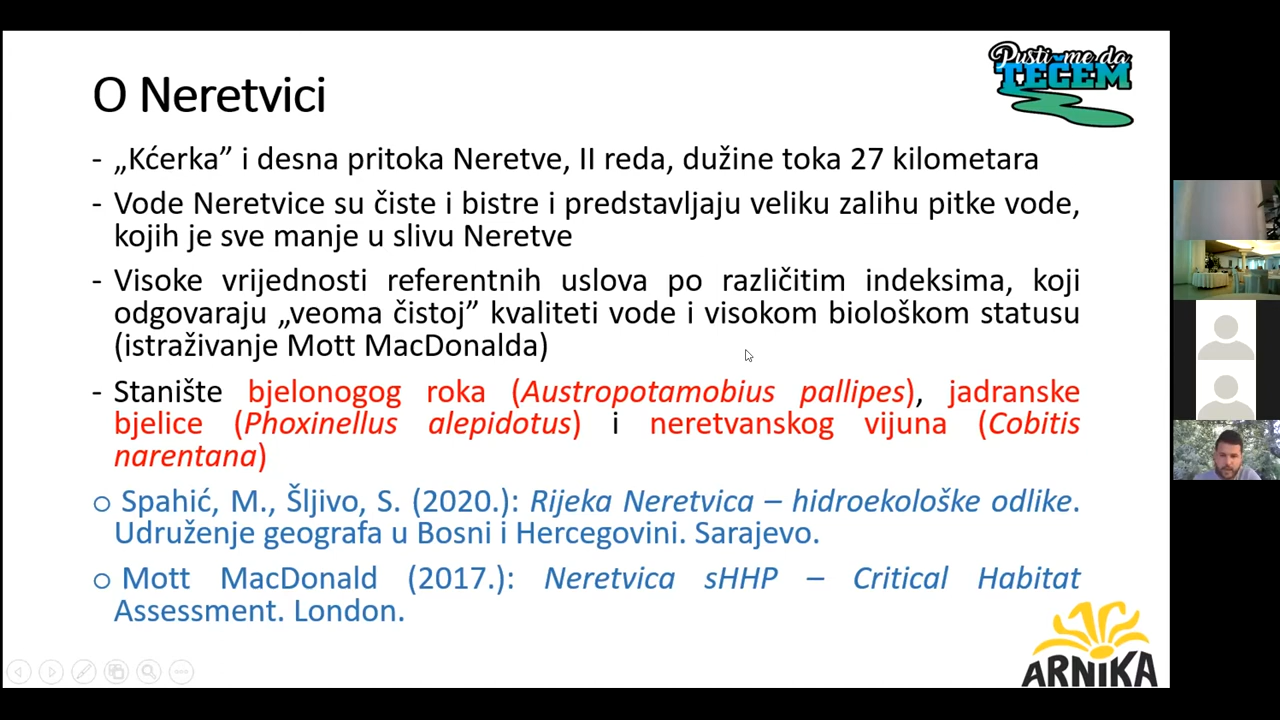 Pusti me da
TEČEM
O Neretvici
- „Kćerka” i desna pritoka Neretve, II reda, dužine toka 27 kilometara
- Vode Neretvice su čiste i bistre i predstavljaju veliku zalihu pitke vode,
kojih je sve manje u slivu Neretve
- Visoke vrijednosti referentnih uslova po različitim indeksima, koji
odgovaraju „veoma čistoj” kvaliteti vode i visokom biološkom statusu
(istraživanje Mott MacDonalda)
- Stanište bjelonogog roka (Austropotamobius pallipes), jadranske
bjelice (Phoxinellus alepidotus) i neretvanskog vijuna (Cobitis
narentana)
o Spahić, M., Šljivo, S. (2020.): Rijeka Neretvica – hidroekološke odlike.
Udruženje geografa u Bosni i Hercegovini. Sarajevo.
o Mott MacDonald (2017.): Neretvica sHHP – Critical Habitat
Assessment. London.
ARNIKA